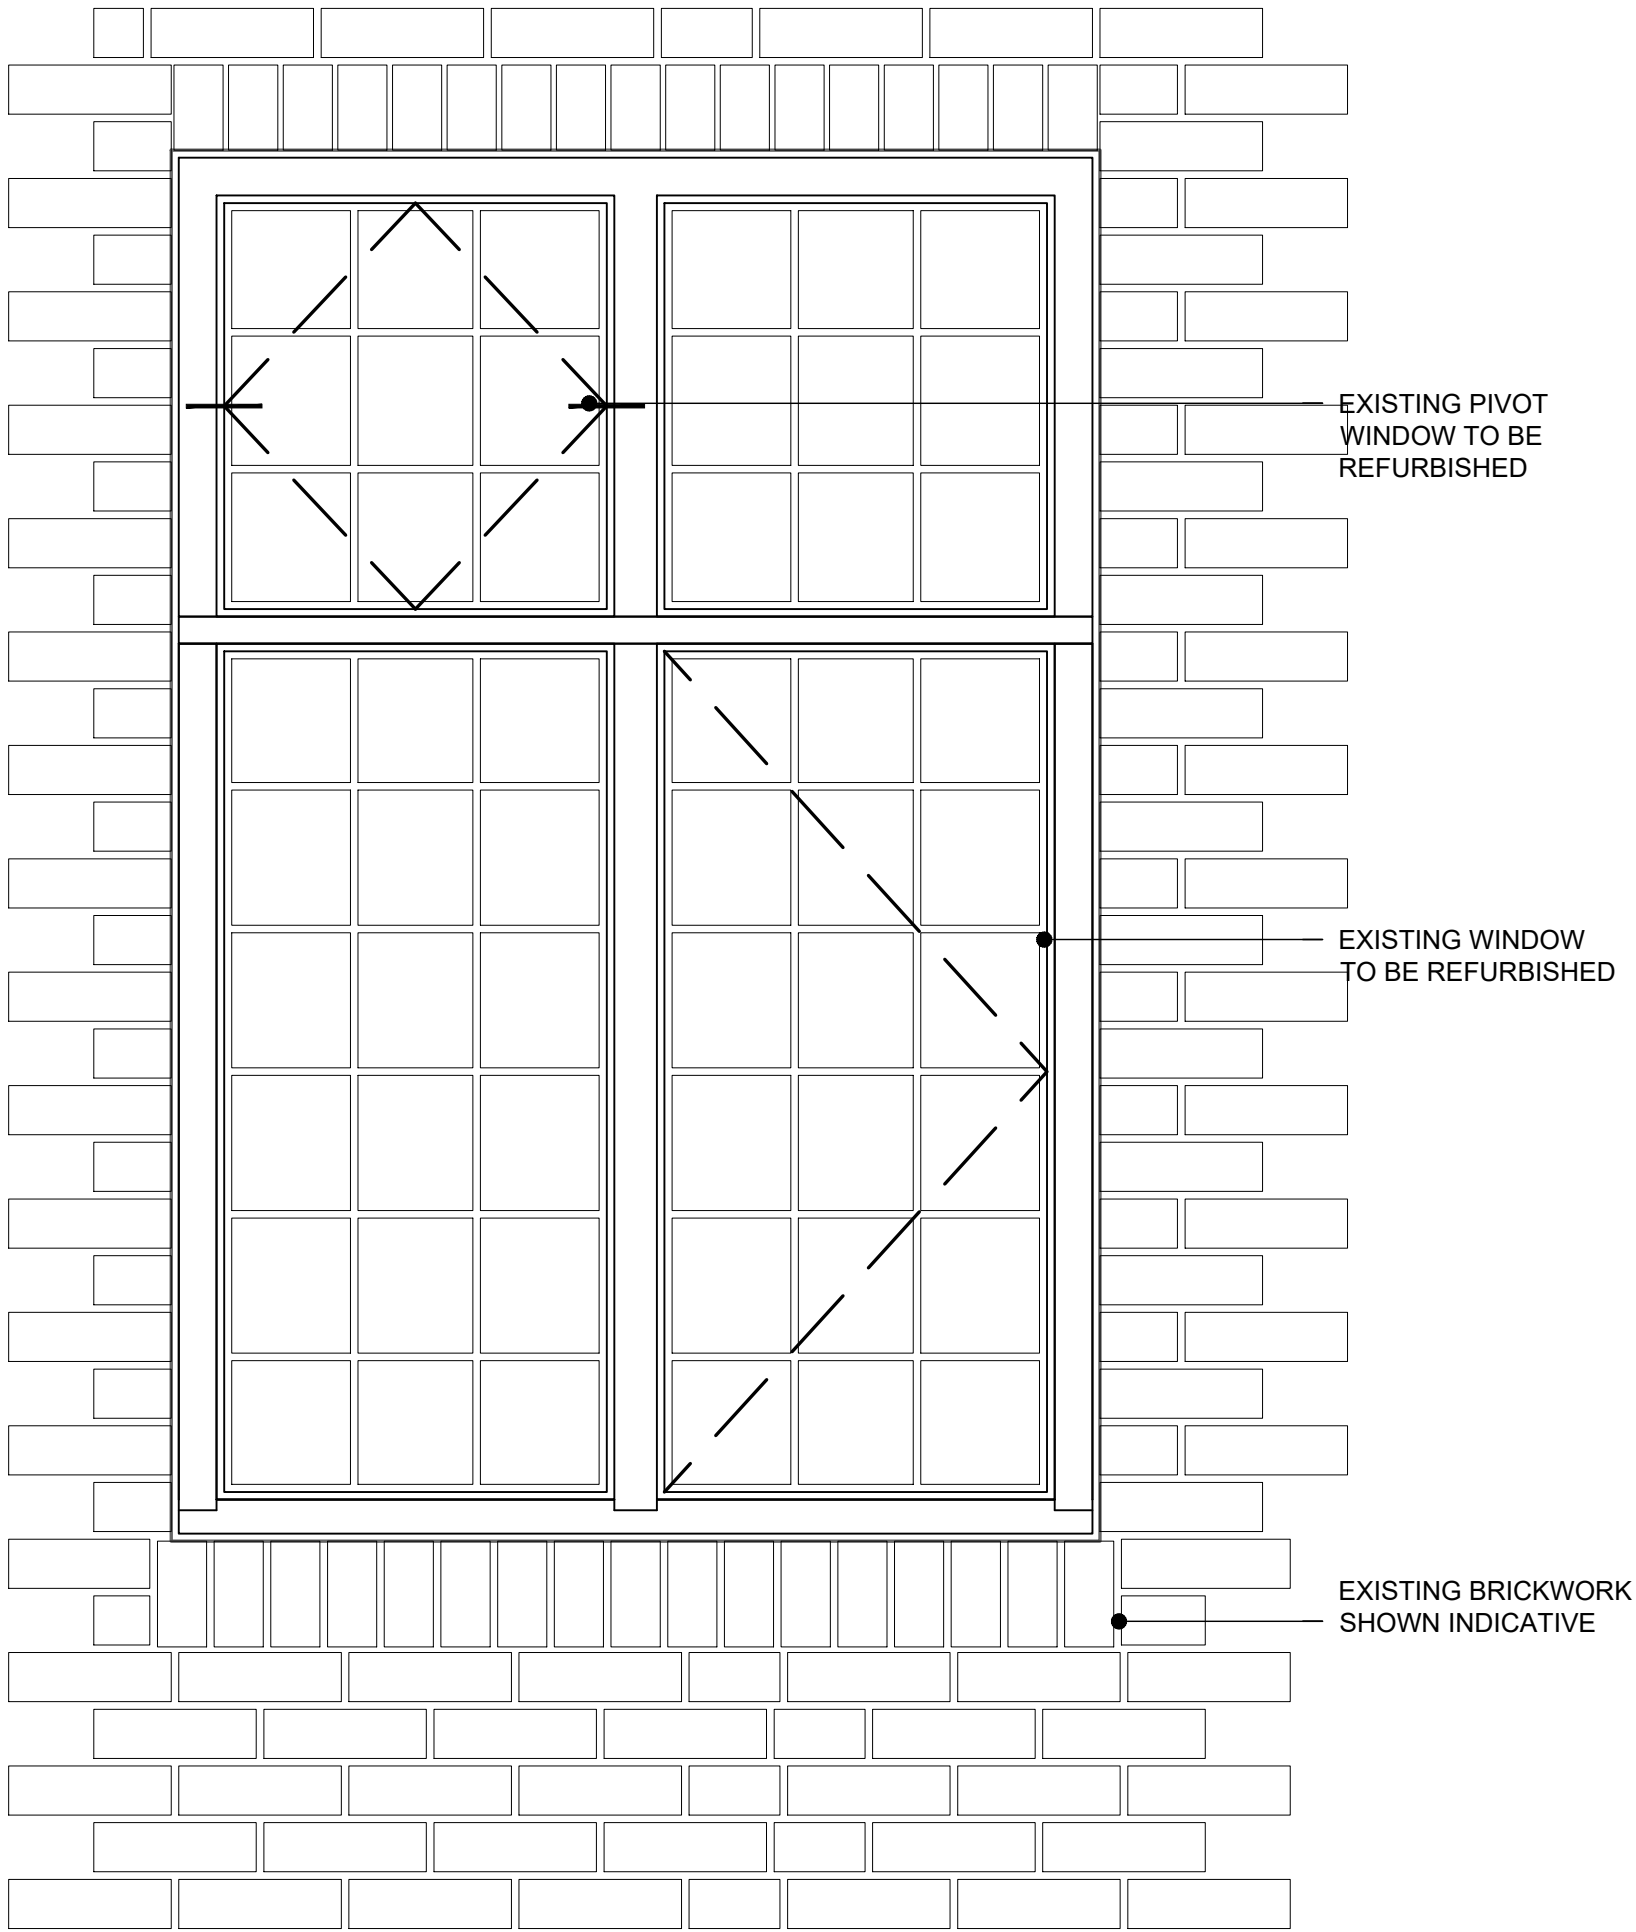 EXISTING PIVOT
WINDOW TO BE
REFURBISHED
EXISTING WINDOW
TO BE REFURBISHED
EXISTING BRICKWORK
SHOWN INDICATIVE